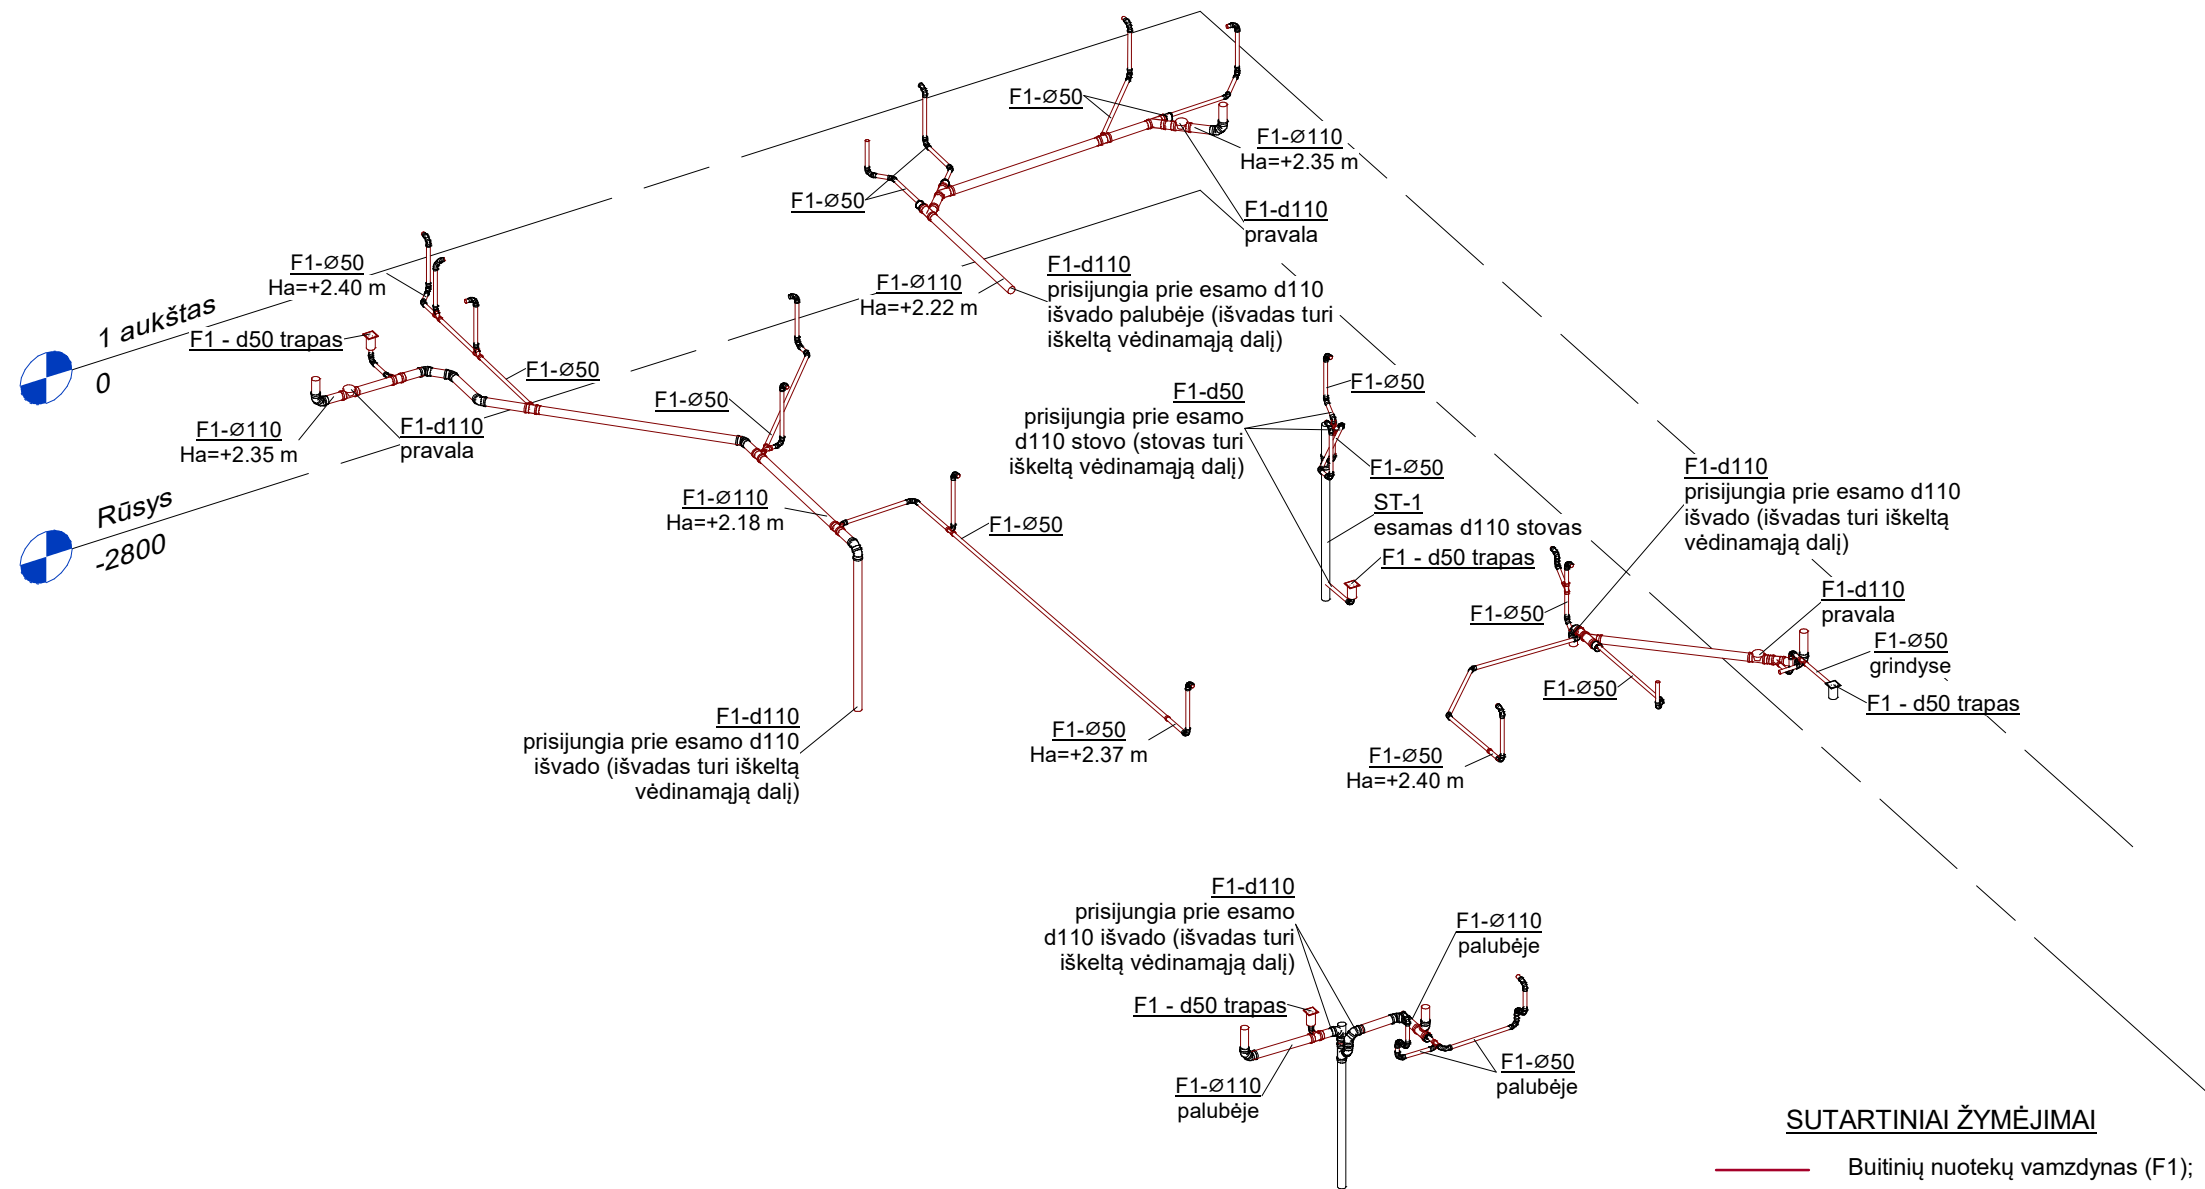 F1-Ø50
F1-Ø110
Ha=+2.35 m
F1-Ø50
F1-d110
pravala
F1-Ø50
Ha=+2.40 m
F1-Ø110
Ha=+2.22 m
F1-d110
prisijungia prie esamo d110
išvado palubėje (išvadas turi
iškeltą vėdinamąją dalį)
1 aukštas
0
F1 - d50 trapas
F1-Ø50
F1-Ø50
F1-Ø110
Ha=+2.35 m
F1-d110
pravala
F1-d50
prisijungia prie esamo
d110 stovo (stovas turi
iškeltą vėdinamąją dalį)
F1-Ø50
F1-Ø50
ST-1
esamas d110 stovas
F1 - d50 trapas
Rūsys
-2800
F1-Ø110
Ha=+2.18 m
F1-Ø50
F1-d110
prisijungia prie esamo d110
išvado (išvadas turi iškeltą
vėdinamąją dalį)
F1-d110
pravala
F1-Ø50
F1-Ø50
grindyse
F1-Ø50
F1 - d50 trapas
F1-d110
prisijungia prie esamo d110
išvado (išvadas turi iškeltą
vėdinamąją dalį)
F1-Ø50
Ha=+2.37 m
F1-Ø50
Ha=+2.40 m
F1-d110
prisijungia prie esamo
d110 išvado (išvadas turi
iškeltą vėdinamąją dalį)
F1-Ø110
palubėje
F1 - d50 trapas
F1-Ø110
palubėje
F1-Ø50
palubėje
SUTARTINIAI ŽYMĖJIMAI
Buitinių nuotekų vamzdynas (F1);